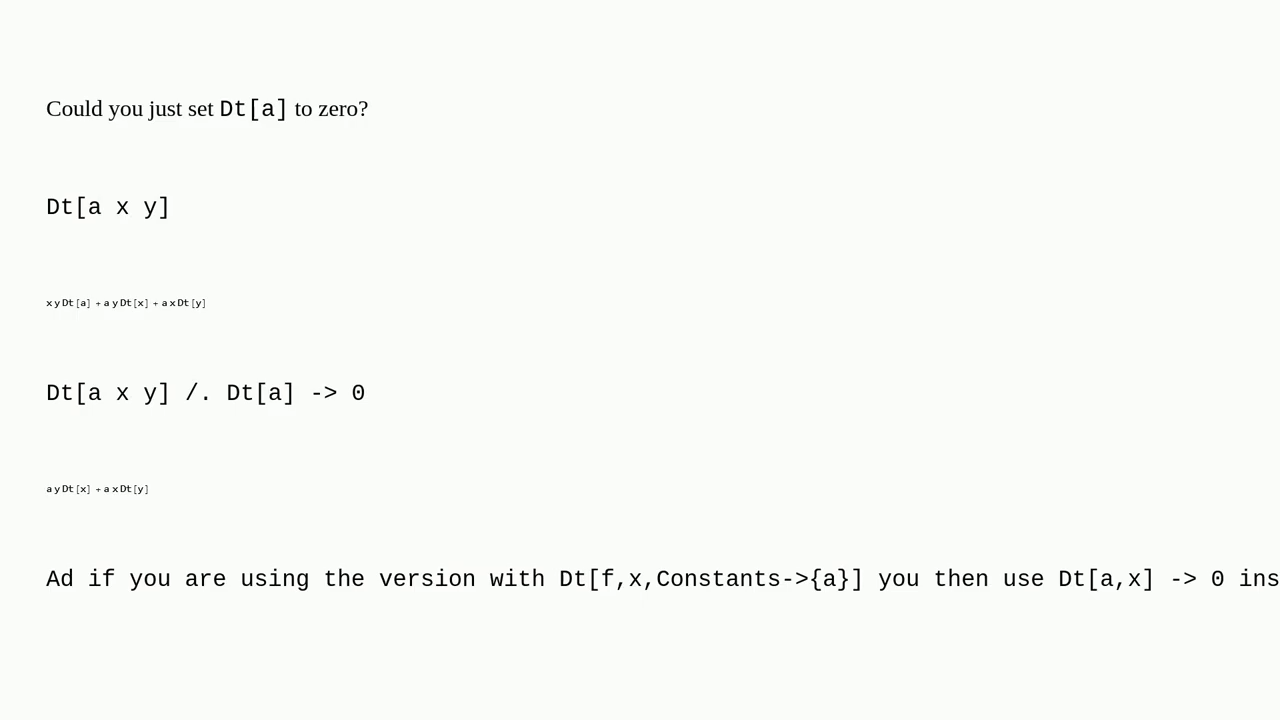 Could you just set Dt[a] to zero?
Dt[a x y]
x y Dt[a] + a y Dt[x] + a x Dt[y]
Dt[a x y] /. Dt[a] -> 0
a y Dt[x] + a x Dt[y]
Ad if you are using the version with Dt[f,x,Constants->{a}] you then use Dt[a,x] -> 0 ins